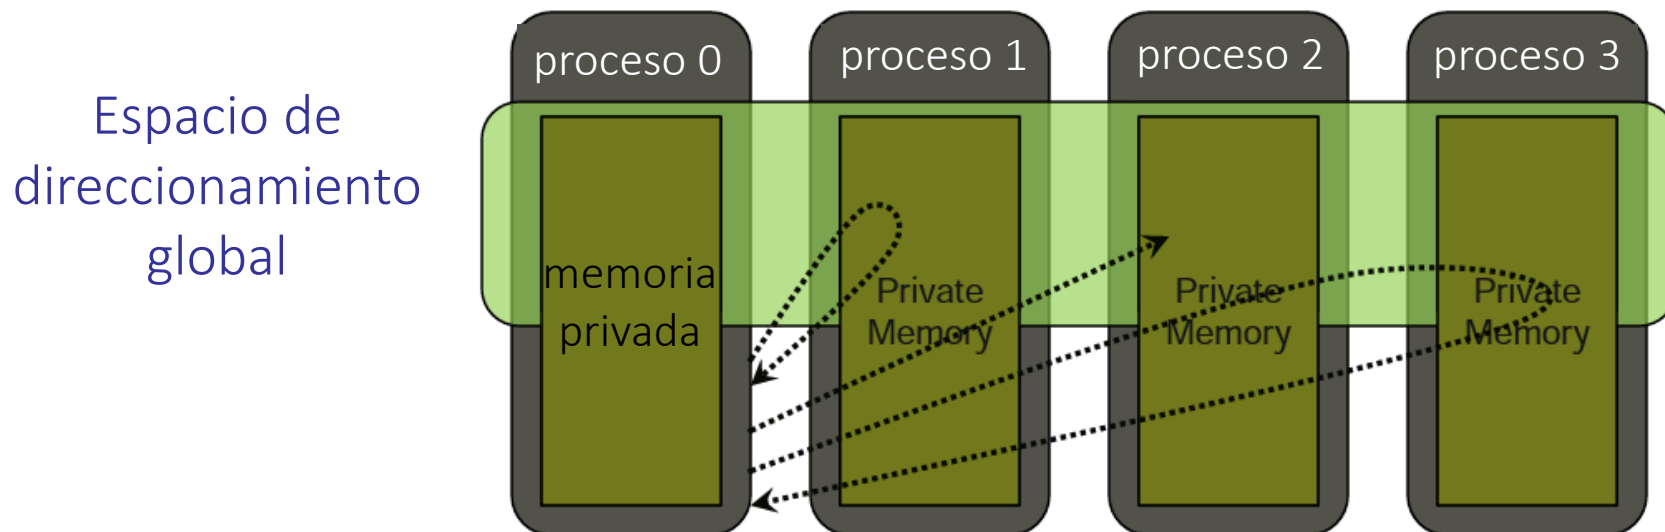 Espacio de
direccionamiento
global
proceso 0
proceso 1
proceso 2
proceso 3
memoria
privada
Private
Memory
Private
Memory
Private
Memory